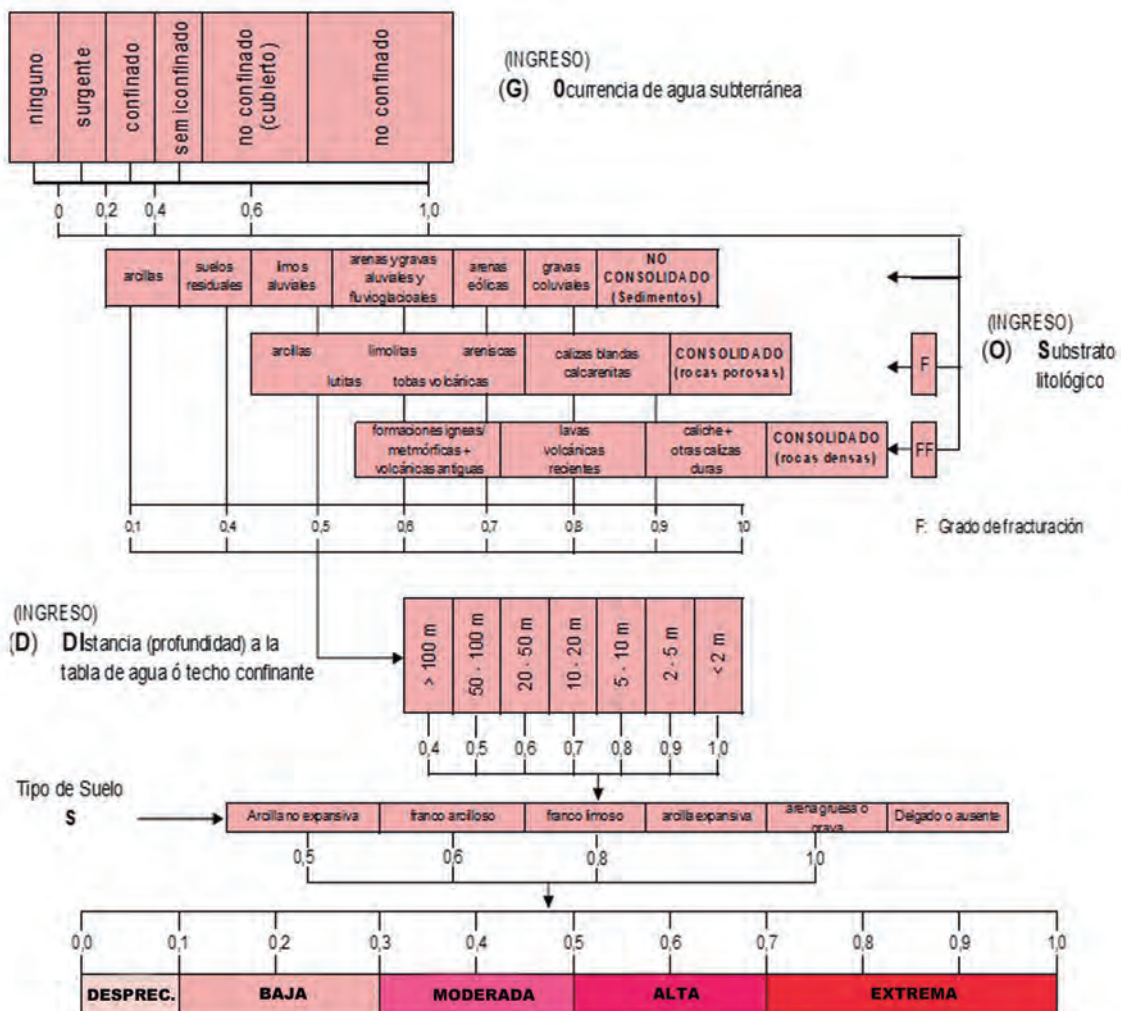 ninguno
surgente
confinado
semiconfinado
no confinado
(cubierto)
no confinado
(INGRESO)
(G) Ocurrencia de agua subterránea
0 0,2 0,4 0,6 1,0
arcillas
suelos
residuales
limos
aluviales
arenas y gravas
aluviales y
fluvioglacioales
arenas
eólicas
gravas
coluviales
NO
CONSOLIDADO
(Sedimentos)
(INGRESO)
(O) Substrato
litológico
arcillas limolitas areniscas
lutitas tobas volcánicas
calizas blandas
calcarenitas
CONSOLIDADO
(rocas porosas)
F
formaciones igneas/
metmórficas +
volcánicas antiguas
lavas
volcánicas
recientes
caliche +
otras calizas
duras
CONSOLIDADO
(rocas densas)
FF
0,1 0,4 0,5 0,6 0,7 0,8 0,9 1,0
F: Grado de fracturación
(INGRESO)
(D) DIstancia (profundidad) a la
tabla de agua ó techo confinante
> 100 m
50 - 100 m
20 - 50 m
10 - 20 m
5 - 10 m
2 - 5 m
< 2 m
0,4 0,5 0,6 0,7 0,8 0,9 1,0
Tipo de Suelo
S
Arcilla no expansiva
franco arcilloso
franco limoso
arcilla expansiva
arena gruesa o
grava
Delgado o ausente
0,5 0,6 0,8 1,0
0,0 0,1 0,2 0,3 0,4 0,5 0,6 0,7 0,8 0,9 1,0
DESPREC. BAJA MODERADA ALTA EXTREMA